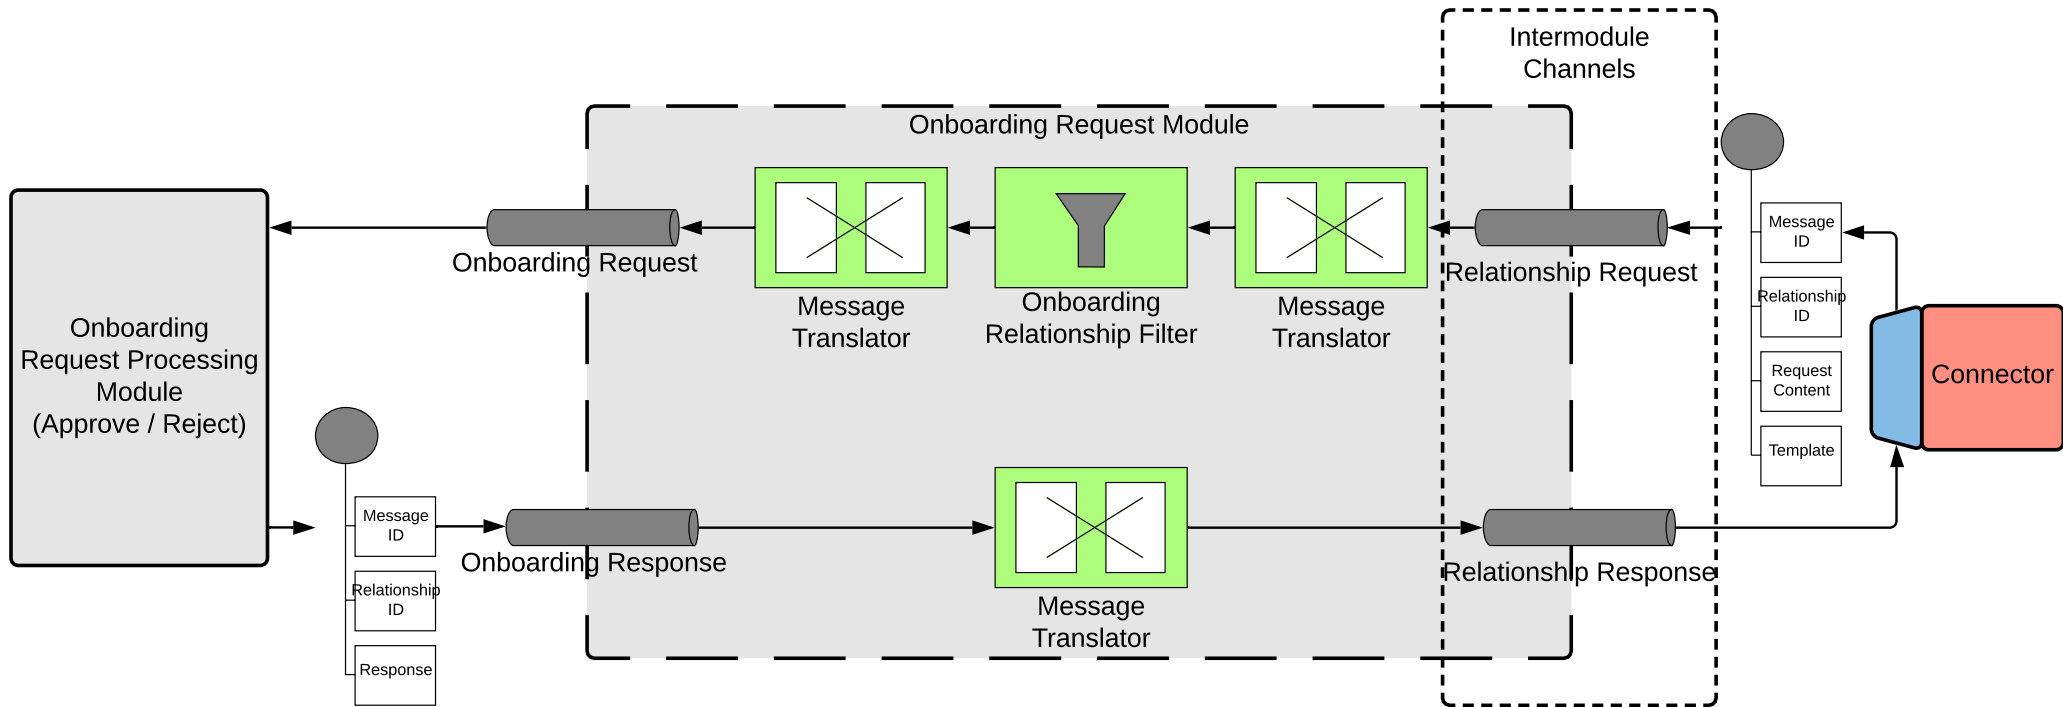 Intermodule
Channels
Onboarding Request Module
Onboarding
Request Processing
Module
(Approve / Reject)
Onboarding Request
Message
Translator
Onboarding
Relationship Filter
Message
Translator
Relationship Request
Message
ID
Relationship
ID
Request
Content
Template
Connector
Message
ID
Relationship
ID
Response
Onboarding Response
Message
Translator
Relationship Response